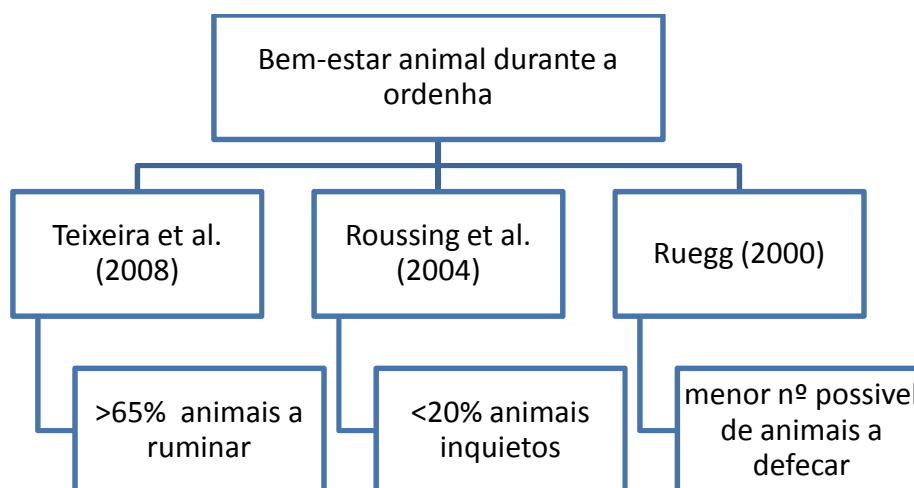 Bem-estar animal durante a
ordenha
Teixeira et al.
(2008)
Roussing et al.
(2004)
Ruegg (2000)
>65% animais a
ruminar
<20% animais
inquietos
menor nº possivel
de animais a
defecar